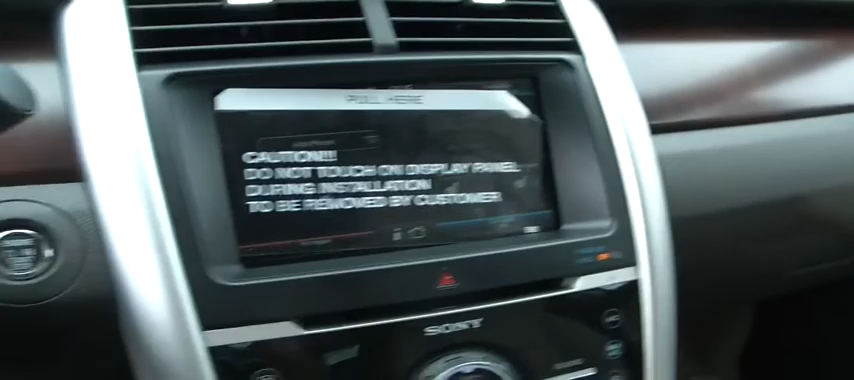 PULL HERE
CAUTION!!!
DO NOT TOUCH ON DISPLAY PANEL
DURING INSTALLATION
TO BE REMOVED BY CUSTOMER
SONY